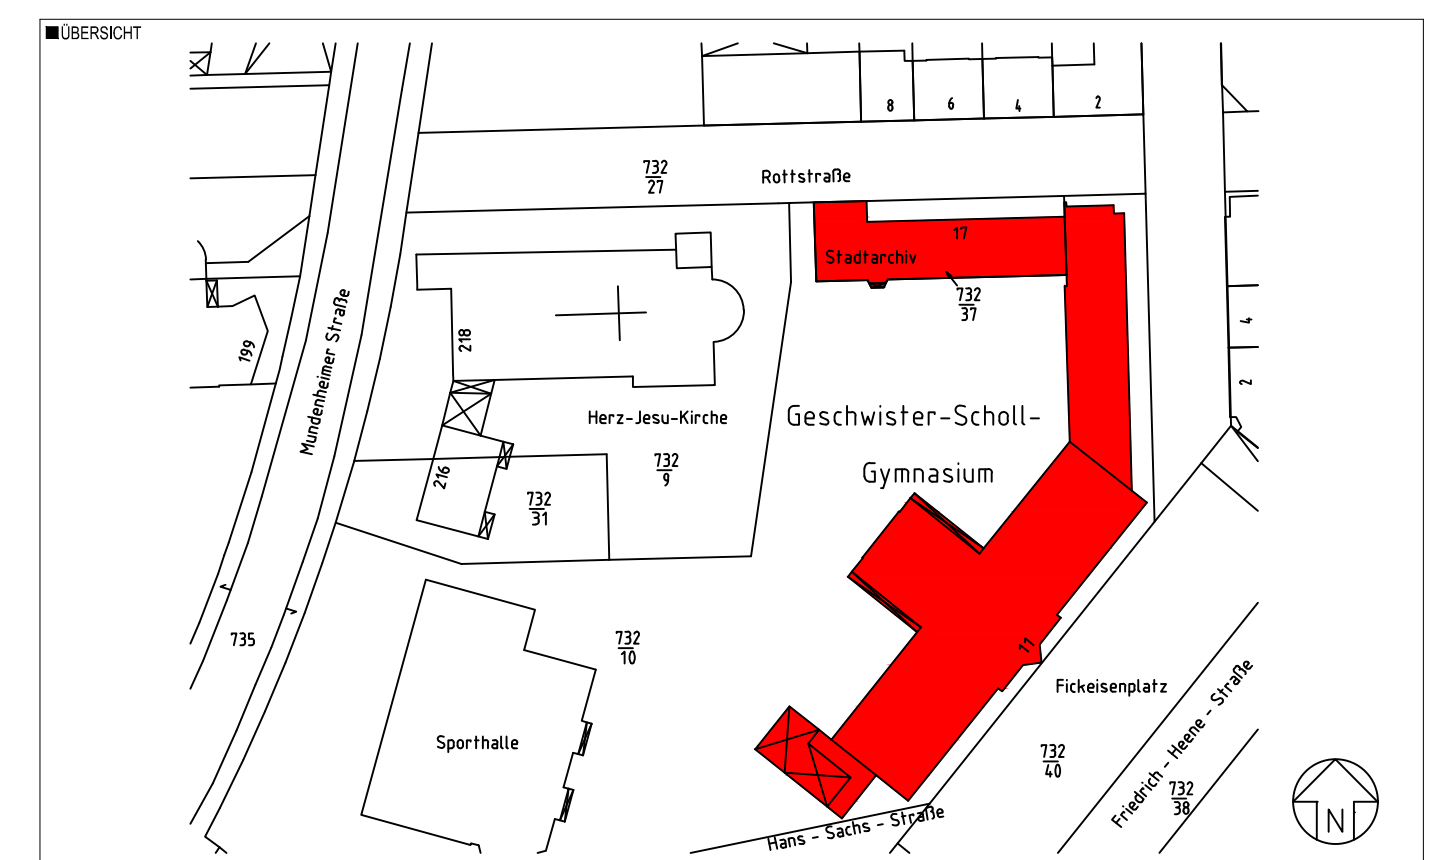 ÜBERSICHT
8
6
4
2
732
27
Rottstraße
17
Stadtarchiv
732
37
Mundenheimer Straße
199
218
4
2
Herz-Jesu-Kirche
Geschwister-Scholl-
Gymnasium
732
9
216
732
31
735
732
10
11
Sporthalle
Fickeisenplatz
732
40
Friedrich - Heene - Straße
732
38
Hans - Sachs - Straße
N